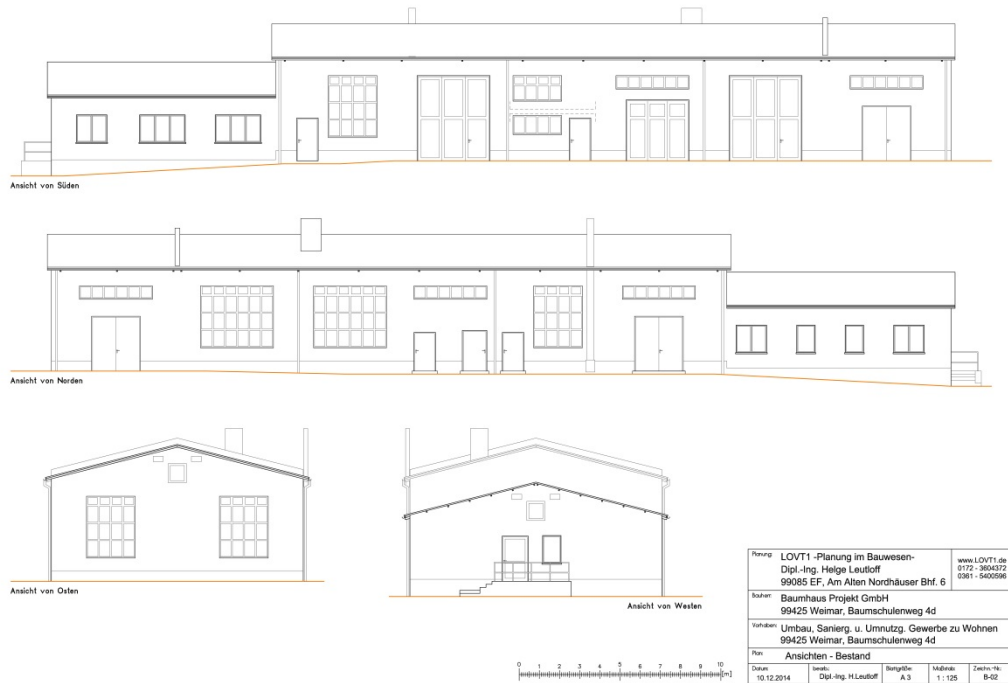 Ansicht von Süden
Ansicht von Norden
Ansicht von Osten
Ansicht von Westen
0 1 2 3 4 5 6 7 8 9 10 [m]
Planung: LOVT1 -Planung im Bauwesen-
Dipl.-Ing. Helge Leutloff
99085 EF, Am Alten Nordhäuser Bhf. 6
www.LOVT1.de
0172 - 3604372
0361 - 5400596
Bauherr: Baumhaus Projekt GmbH
99425 Weimar, Baumschulenweg 4d
Vorhaben: Umbau, Sanierg. u. Umnutzg. Gewerbe zu Wohnen
99425 Weimar, Baumschulenweg 4d
Plan: Ansichten - Bestand
Datum: bearb.: Blattgröße: Maßstab: Zeichn.-Nr.:
10.12.2014 Dipl.-Ing. H.Leutloff A 3 1 : 125 B-02